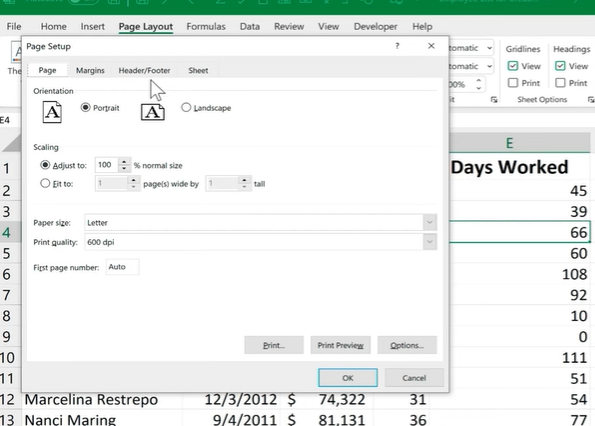 File Home Insert Page Layout Formulas Data Review View Developer Help
Page Setup ?
Page Margins Header/Footer Sheet
Orientation
A Portrait A Landscape
Scaling
Adjust to: 100 % normal size
Fit to: 1 page(s) wide by 1 tall
Paper size: Letter
Print quality: 600 dpi
First page number: Auto
Print... Print Preview Options...
OK Cancel
Gridlines Headings
View View
Print Print
Sheet Options
E4
E
1 Days Worked
2 45
3 39
4 66
5 60
6 108
7 92
8 10
9 0
10 111
11 51
12 Marcelina Restrepo 12/3/2012 $ 74,322 31 54
13 Nanci Maring 9/4/2011 $ 81,131 36 77